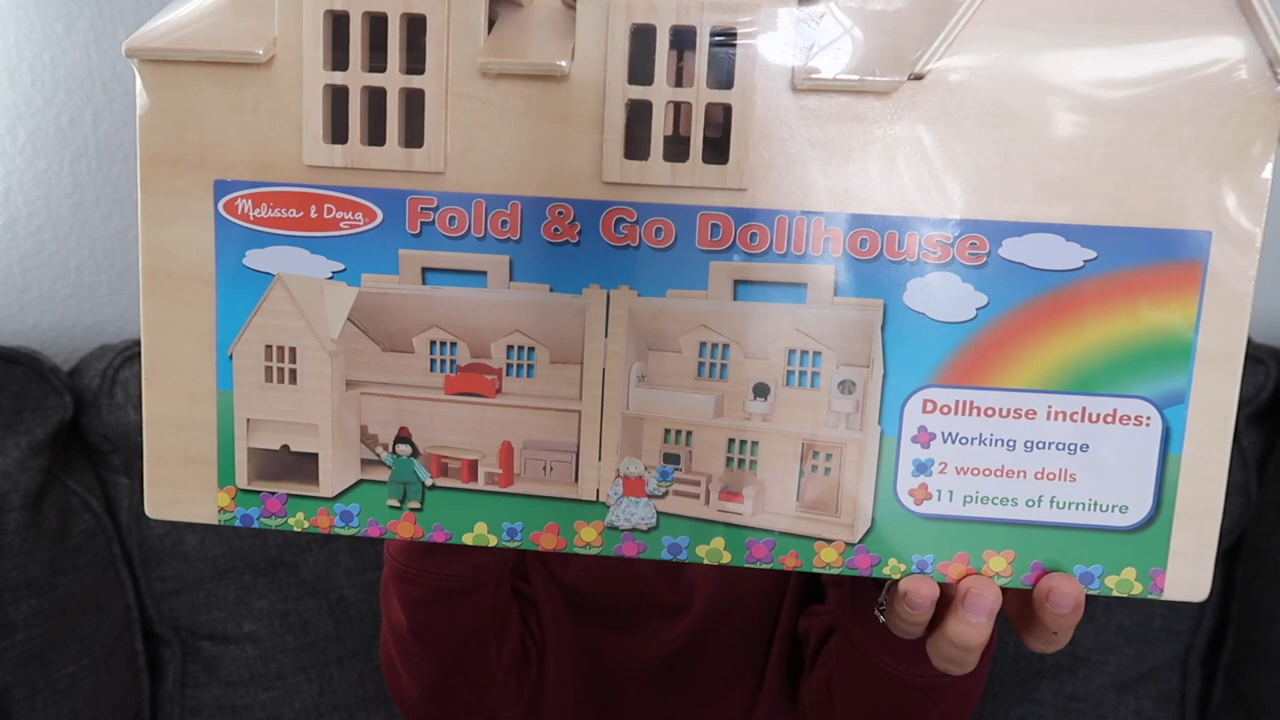 Melissa & Doug®
Fold & Go Dollhouse
Dollhouse includes:
Working garage
2 wooden dolls
11 pieces of furniture